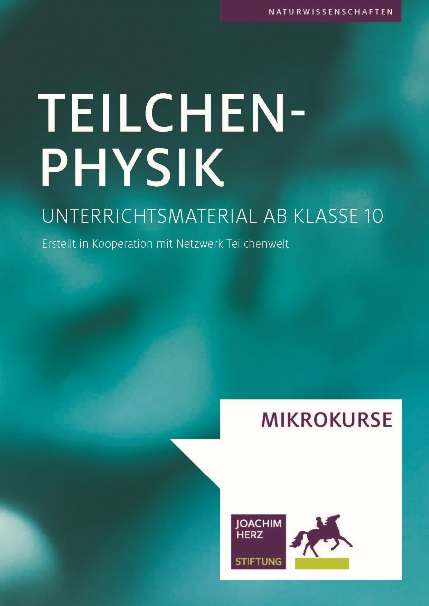 NATURWISSENSCHAFTEN
TEILCHEN-
PHYSIK
UNTERRICHTSMATERIAL AB KLASSE 10
Erstellt in Kooperation mit Netzwerk Teilchenwelt
MIKROKURSE
JOACHIM
HERZ
STIFTUNG